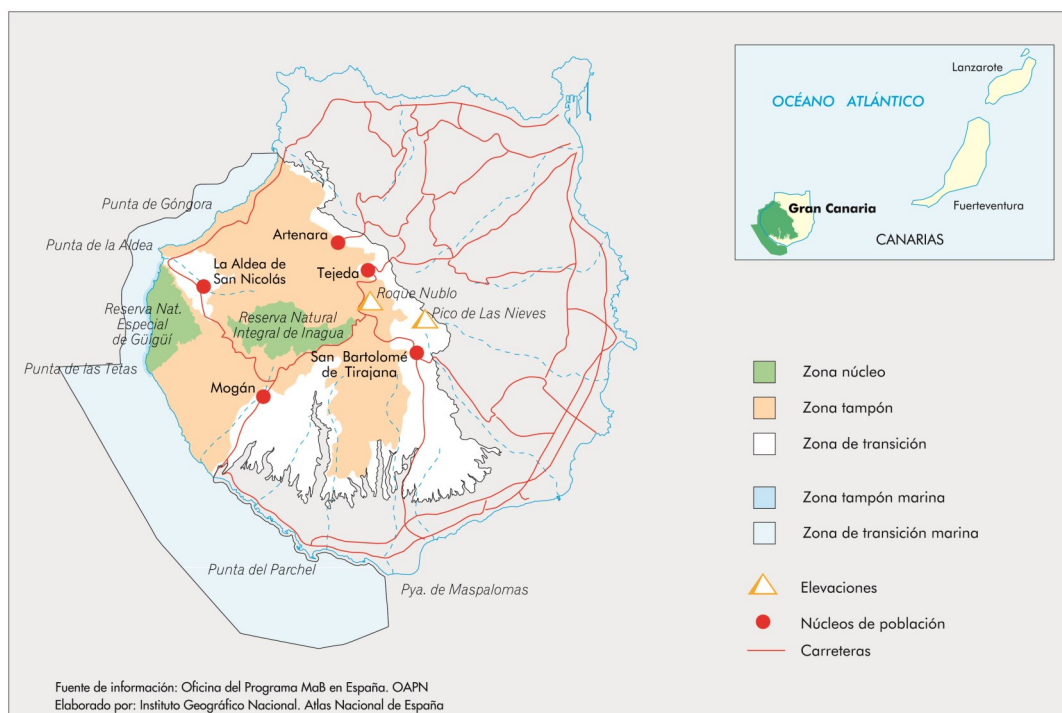 Punta de Góngora
Punta de la Aldea
Artenara
La Aldea de
San Nicolás
Tejeda
Roque Nublo
Pico de Las Nieves
Reserva Nat.
Especial
de Güigüí
Reserva Natural
Integral de Inagua
Punta de las Tetas
San Bartolomé
de Tirajana
Mogán
Punta del Parchel
Pya. de Maspalomas
OCÉANO ATLÁNTICO
Lanzarote
Fuerteventura
Gran Canaria
CANARIAS
Zona núcleo
Zona tampón
Zona de transición
Zona tampón marina
Zona de transición marina
Elevaciones
Núcleos de población
Carreteras
Fuente de información: Oficina del Programa MaB en España. OAPN
Elaborado por: Instituto Geográfico Nacional. Atlas Nacional de España